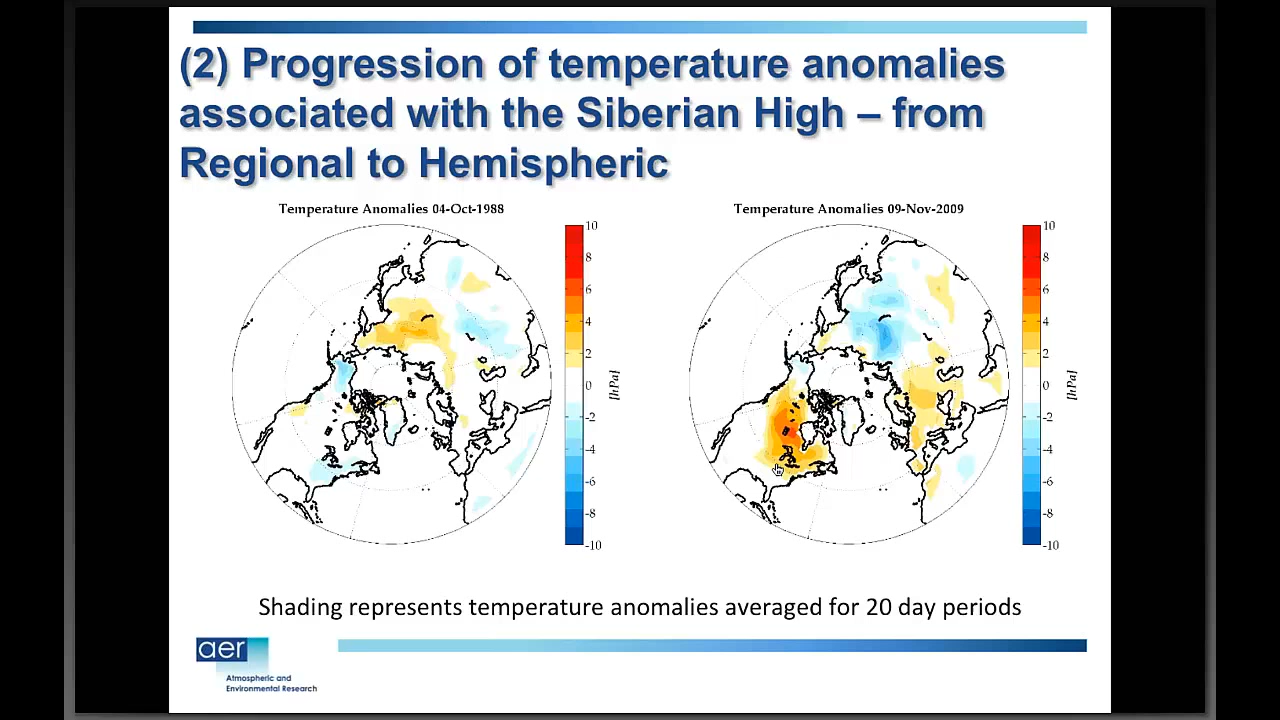 (2) Progression of temperature anomalies
associated with the Siberian High – from
Regional to Hemispheric
Temperature Anomalies 04-Oct-1988
10
8
6
4
2
0
-2
-4
-6
-8
-10
[hPa]
Temperature Anomalies 09-Nov-2009
10
8
6
4
2
0
-2
-4
-6
-8
-10
[hPa]
Shading represents temperature anomalies averaged for 20 day periods
aer
Atmospheric and
Environmental Research